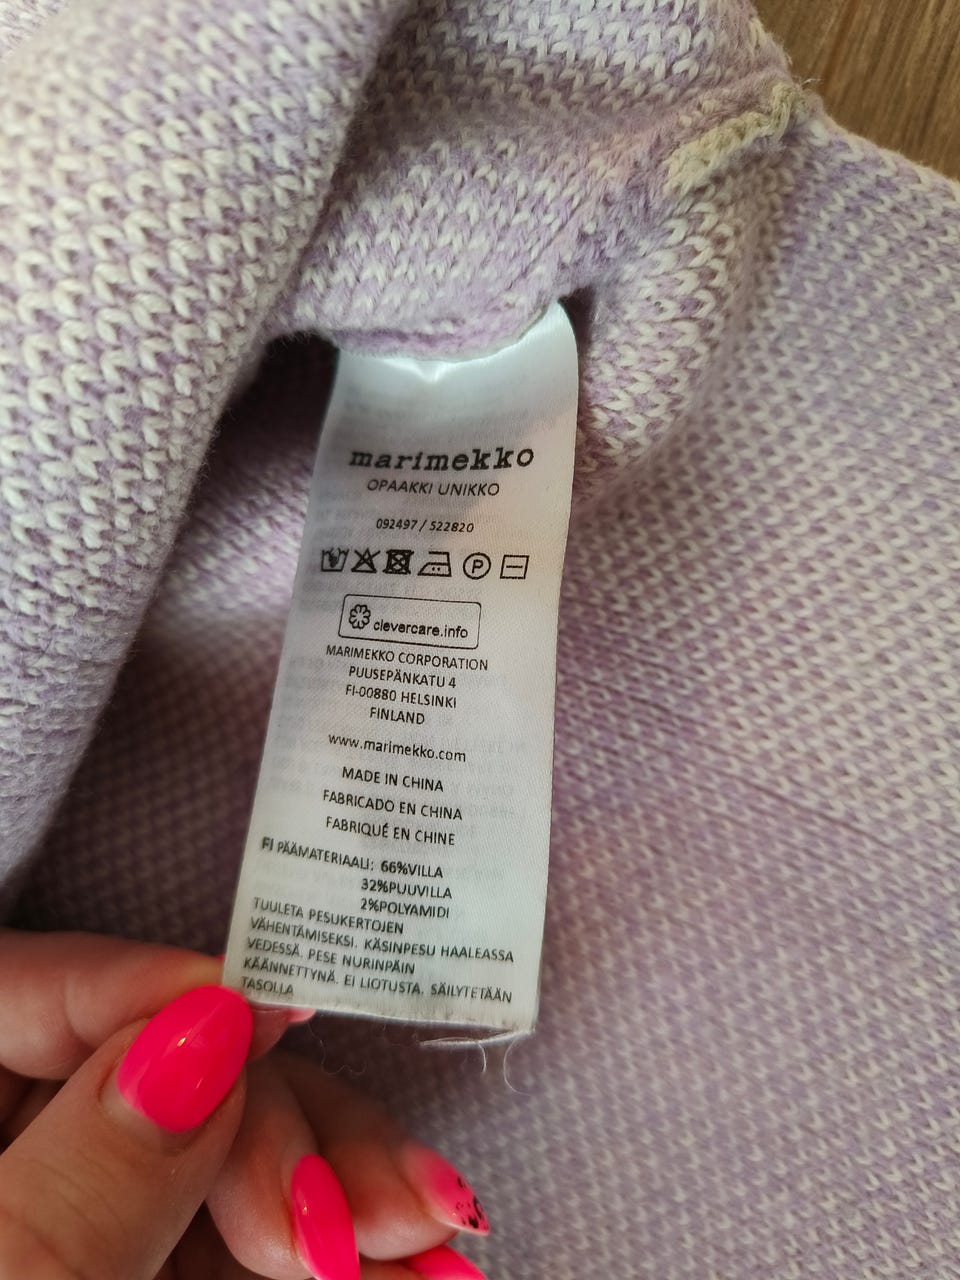 marimekko
OPAAKKI UNIKKO
092497 / 522820
P
clevercare.info
MARIMEKKO CORPORATION
PUUSEPÄNKATU 4
FI-00880 HELSINKI
FINLAND
www.marimekko.com
MADE IN CHINA
FABRICADO EN CHINA
FABRIQUÉ EN CHINE
FI PÄÄMATERIAALI: 66%VILLA
32%PUUVILLA
2%POLYAMIDI
TUULETA PESUKERTOJEN
VÄHENTÄMISEKSI. KÄSINPESU HAALEASSA
VEDESSÄ. PESE NURINPÄIN
KÄÄNNETTYNÄ. EI LIOTUSTA. SÄILYTETÄÄN
TASOLLA